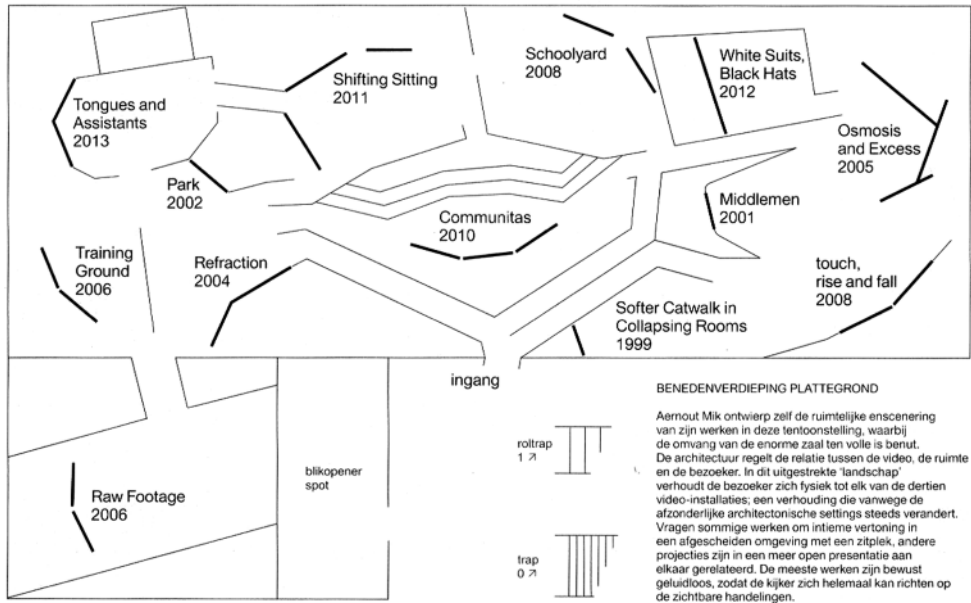 Tongues and
Assistants
2013
Shifting Sitting
2011
Schoolyard
2008
White Suits,
Black Hats
2012
Osmosis
and Excess
2005
Park
2002
Communitas
2010
Middlemen
2001
Training
Ground
2006
Refraction
2004
touch,
rise and fall
2008
Softer Catwalk in
Collapsing Rooms
1999
ingang
Raw Footage
2006
blikopener
spot
roltrap
1 ↗
trap
0 ↗
BENEDENVERDIEPING PLATTEGROND
Aernout Mik ontwierp zelf de ruimtelijke enscenering
van zijn werken in deze tentoonstelling, waarbij
de omvang van de enorme zaal ten volle is benut.
De architectuur regelt de relatie tussen de video, de ruimte
en de bezoeker. In dit uitgestrekte 'landschap'
verhoudt de bezoeker zich fysiek tot elk van de dertien
video-installaties; een verhouding die vanwege de
afzonderlijke architectonische settings steeds verandert.
Vragen sommige werken om intieme vertoning in
een afgescheiden omgeving met een zitplek, andere
projecties zijn in een meer open presentatie aan
elkaar gerelateerd. De meeste werken zijn bewust
geluidloos, zodat de kijker zich helemaal kan richten op
de zichtbare handelingen.